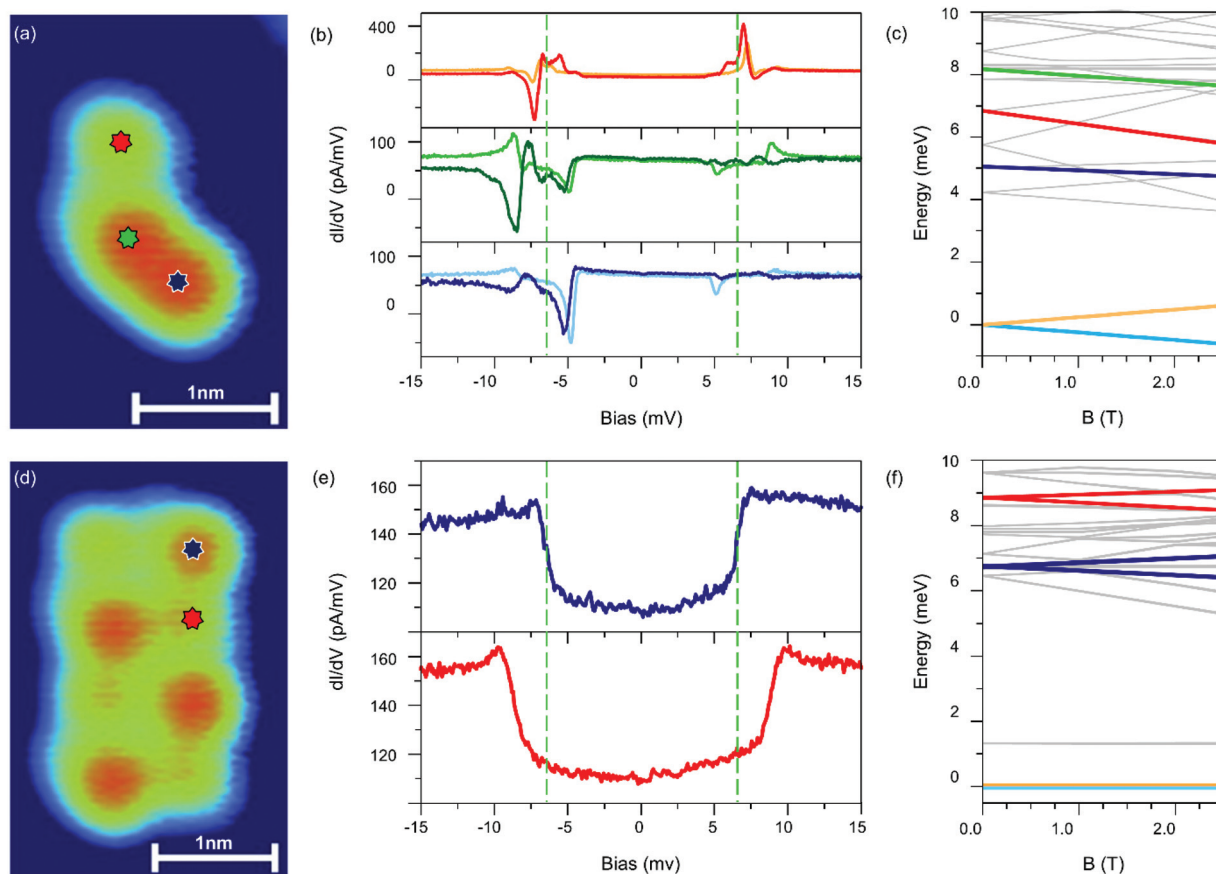 (a)
1nm
(b)
400
0
100
0
100
0
dI/dV (pA/mV)
-15 -10 -5 0 5 10 15
Bias (mV)
(c)
10
8
6
4
2
0
Energy (meV)
0.0 1.0 2.0
B (T)
(d)
1nm
(e)
160
140
120
160
140
120
dI/dV (pA/mV)
-15 -10 -5 0 5 10 15
Bias (mv)
(f)
10
8
6
4
2
0
Energy (meV)
0.0 1.0 2.0
B (T)